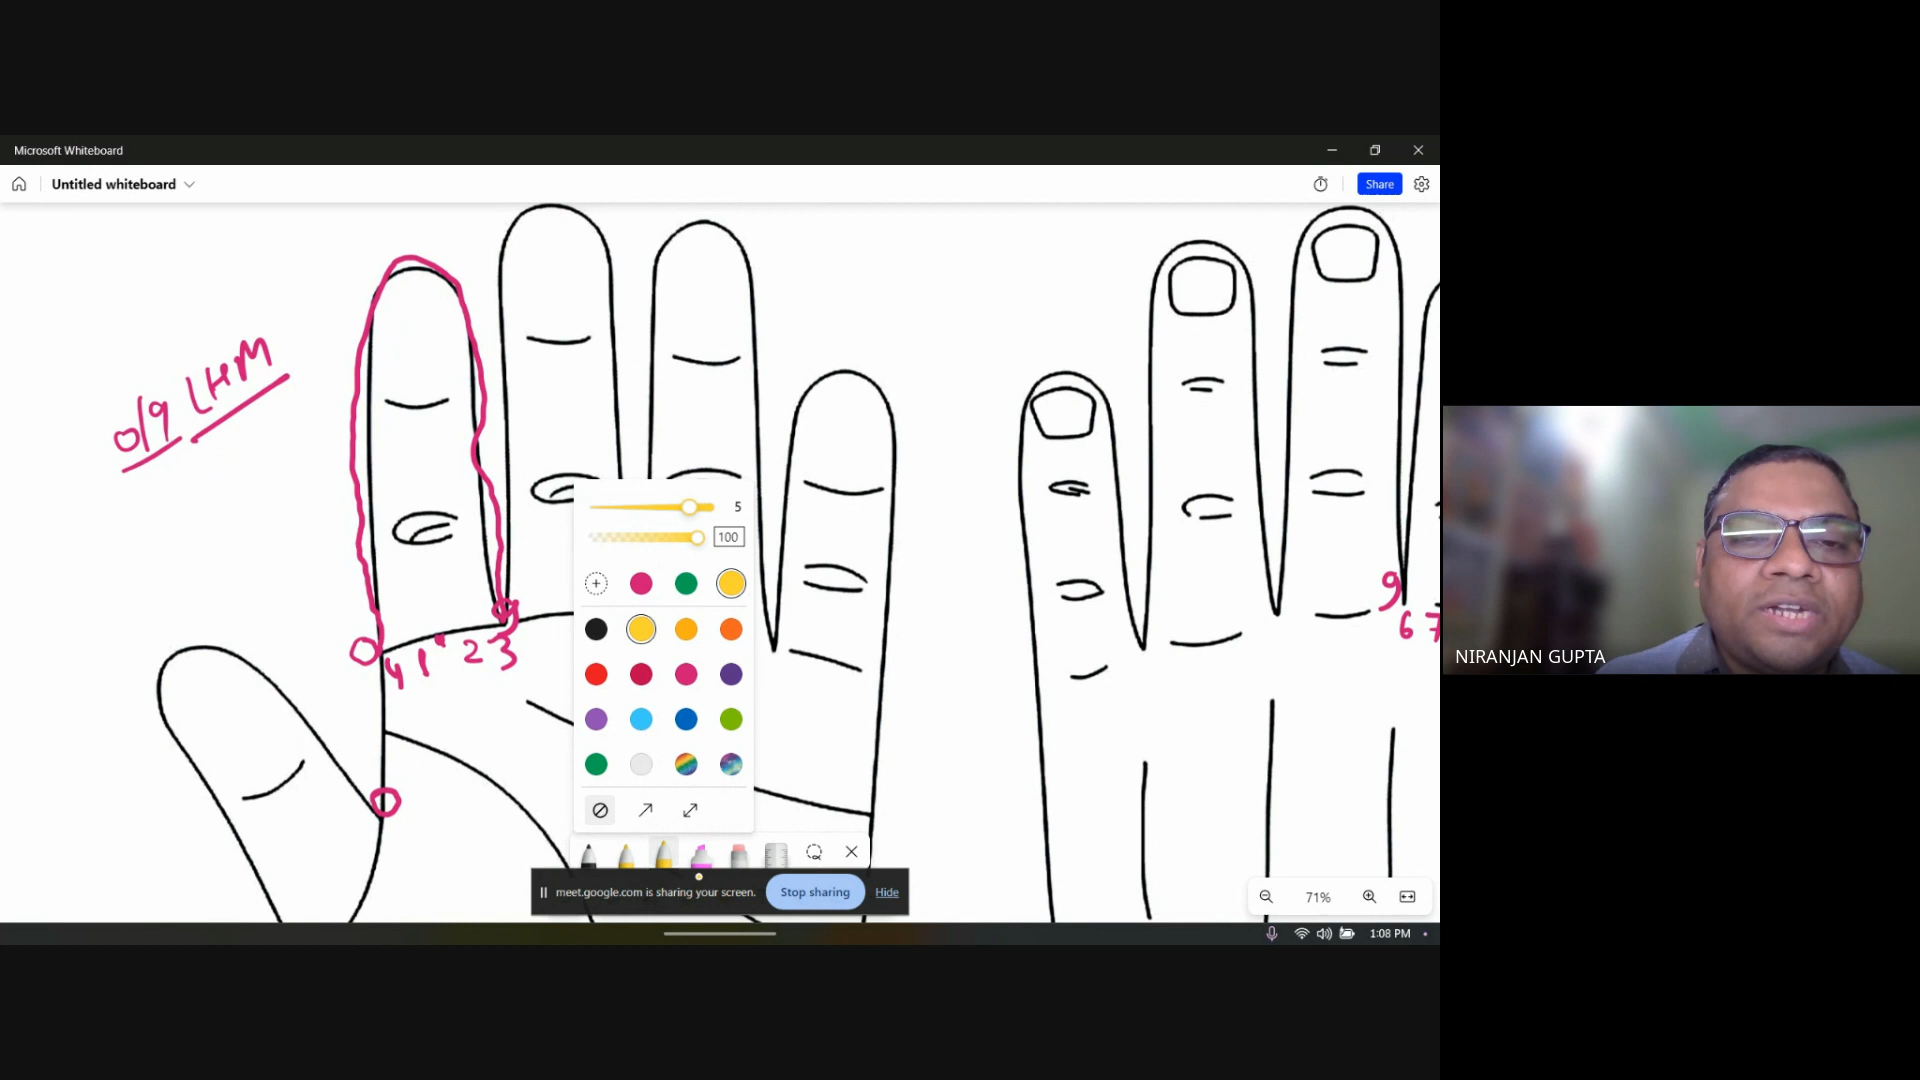 Microsoft Whiteboard
Untitled whiteboard
Share
0/9 LHM
5
100
9
0 4 1 2 3
6 7
NIRANJAN GUPTA
meet.google.com is sharing your screen.
Stop sharing
Hide
71%
1:08 PM